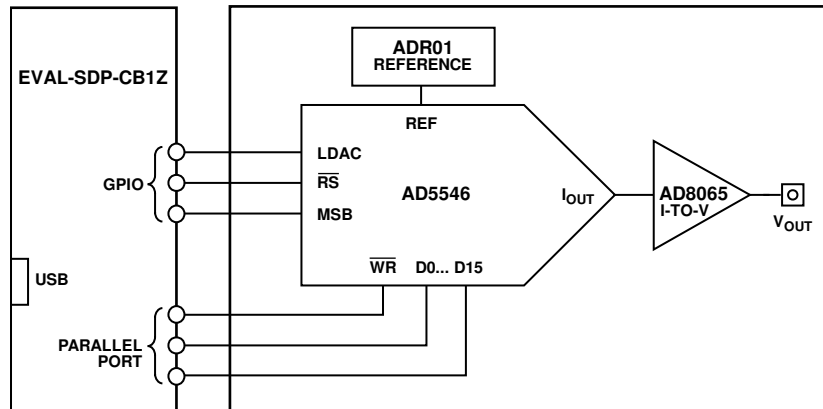 ADR01
REFERENCE
EVAL-SDP-CB1Z
REF
GPIO
LDAC
RS
MSB
AD5546
IOUT
AD8065
I-TO-V
VOUT
WR D0... D15
USB
PARALLEL
PORT